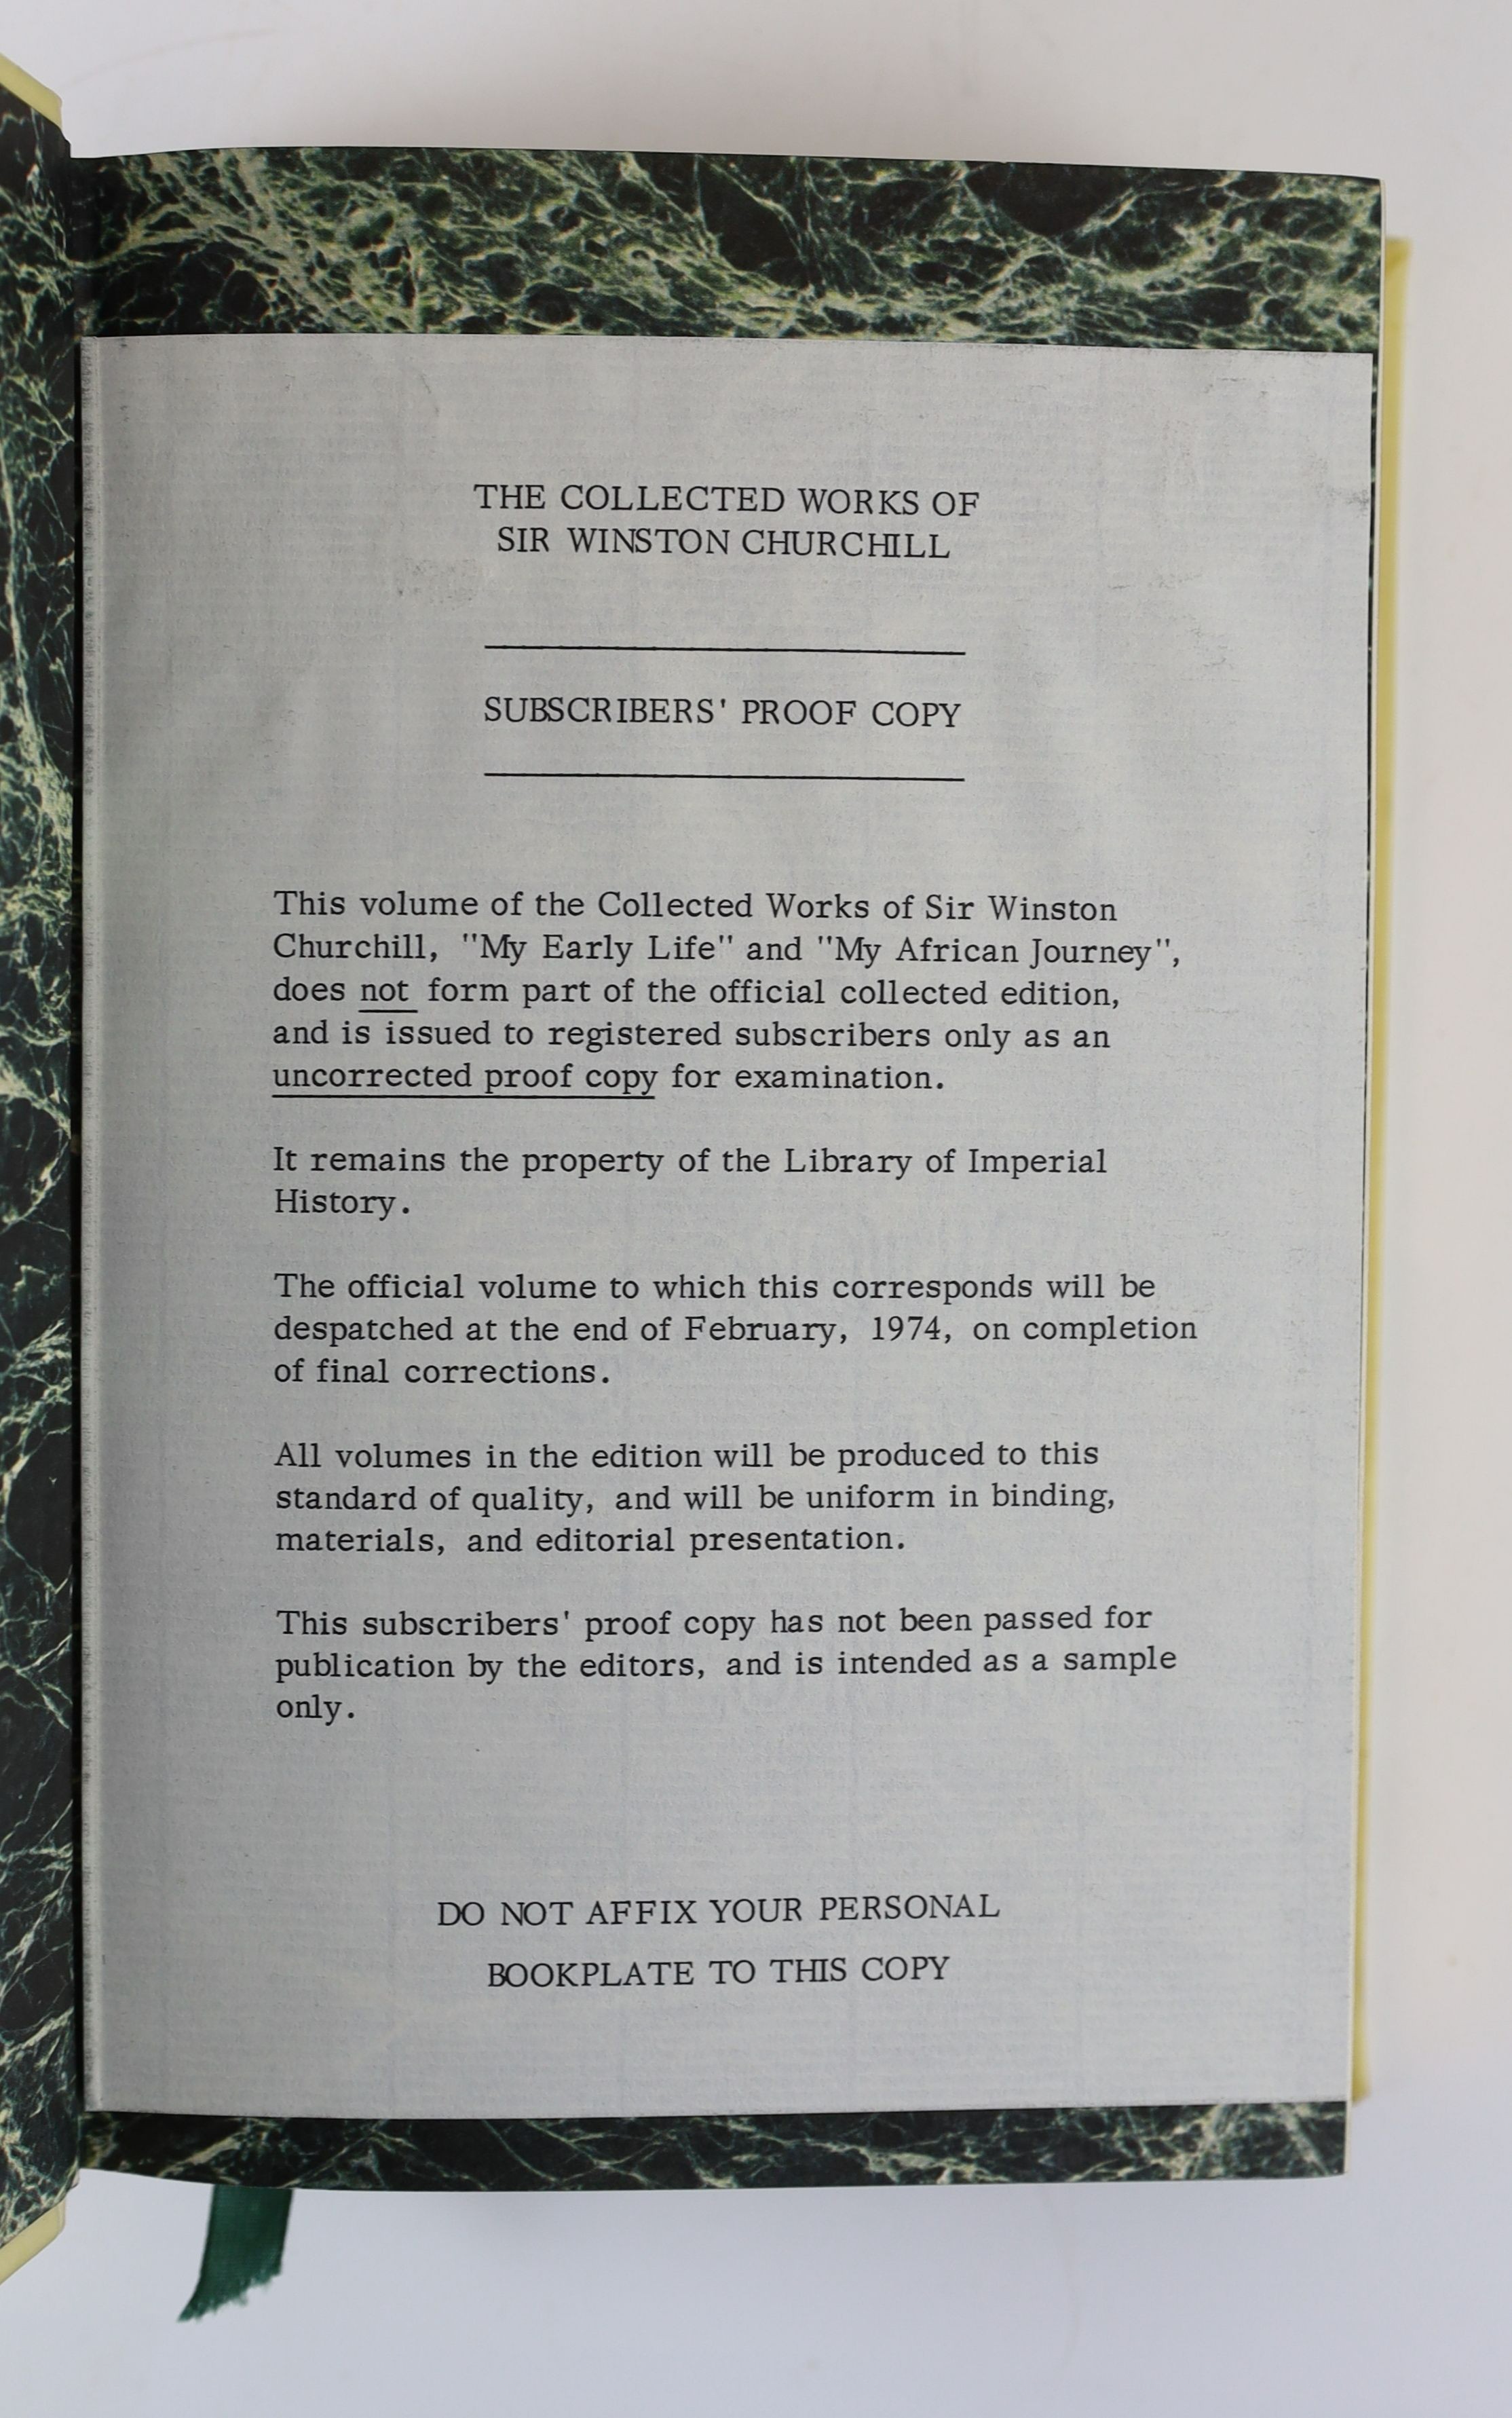 THE COLLECTED WORKS OF
SIR WINSTON CHURCHILL
SUBSCRIBERS' PROOF COPY
This volume of the Collected Works of Sir Winston
Churchill, "My Early Life" and "My African Journey",
does not form part of the official collected edition,
and is issued to registered subscribers only as an
uncorrected proof copy for examination.
It remains the property of the Library of Imperial
History.
The official volume to which this corresponds will be
despatched at the end of February, 1974, on completion
of final corrections.
All volumes in the edition will be produced to this
standard of quality, and will be uniform in binding,
materials, and editorial presentation.
This subscribers' proof copy has not been passed for
publication by the editors, and is intended as a sample
only.
DO NOT AFFIX YOUR PERSONAL
BOOKPLATE TO THIS COPY